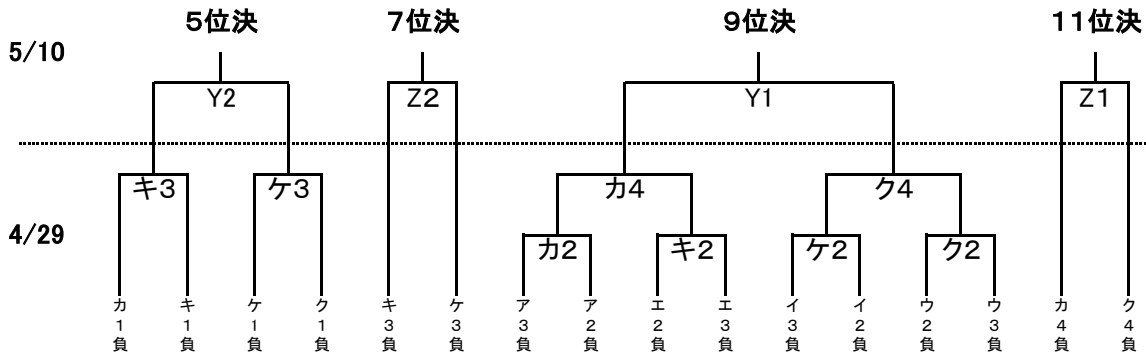 5位決 7位決 9位決 11位決
5/10
Y2 Z2 Y1 Z1
キ3 ケ3 カ4 ク4
4/29
カ2 キ2 ケ2 ク2
カ1負 キ1負 ケ1負 ク1負 キ3負 ケ3負 ア3負 ア2負 エ2負 エ3負 イ3負 イ2負 ウ2負 ウ3負 カ4負 ク4負